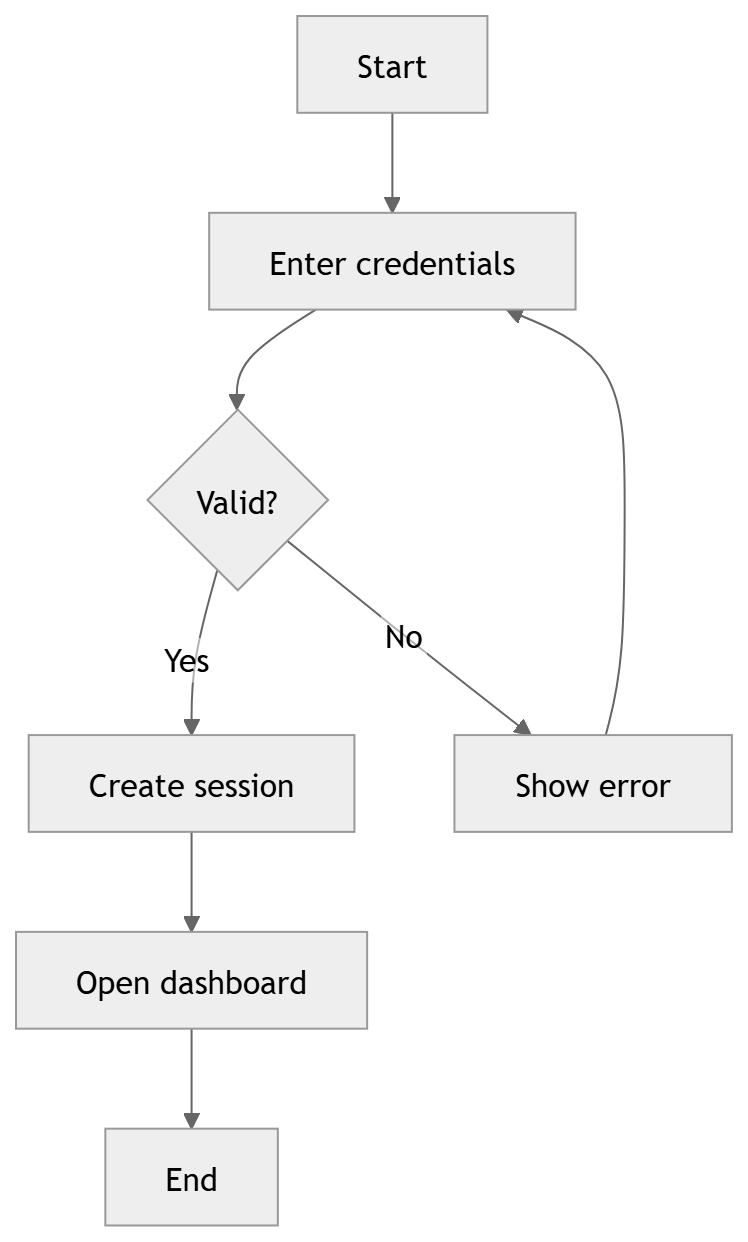 Start
Enter credentials
Valid?
Yes
No
Create session
Show error
Open dashboard
End